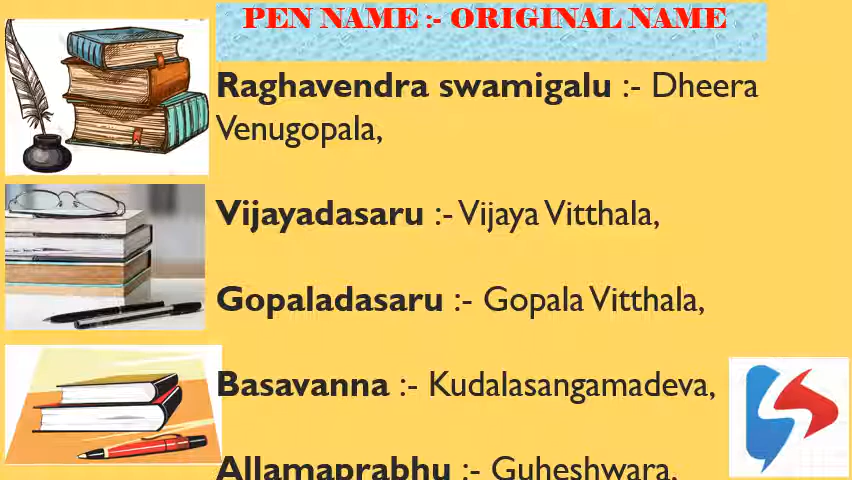 PEN NAME :- ORIGINAL NAME
Raghavendra swamigalu :- Dheera
Venugopala,
Vijayadasaru :- Vijaya Vitthala,
Gopaladasaru :- Gopala Vitthala,
Basavanna :- Kudalasangamadeva,
Allamaprabhu :- Guheshwara,